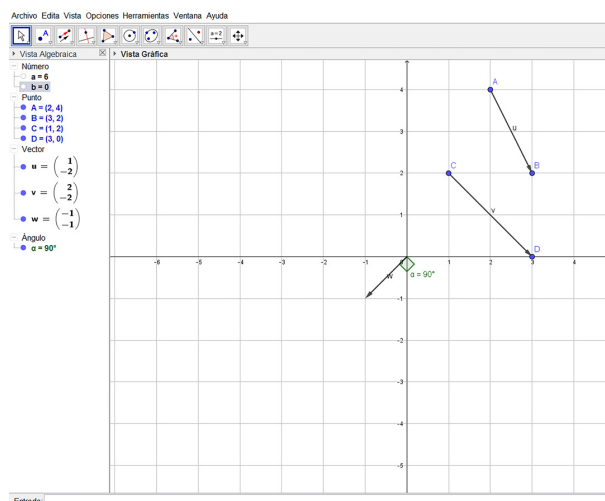 Archivo Edita Vista Opciones Herramientas Ventana Ayuda
A a=2
Vista Algebraica
Vista Gráfica
Número
a = 6
b = 0
Punto
A = (2, 4)
B = (3, 2)
C = (1, 2)
D = (3, 0)
Vector
u = ( 1
-2 )
v = ( 2
-2 )
w = ( -1
-1 )
Ángulo
α = 90°
4
A
3
u
C
2
B
v
1
D
-6 -5 -4 -3 -2 -1 0 1 2 3 4
w
α = 90°
-1
-2
-3
-4
-5
Entrada: